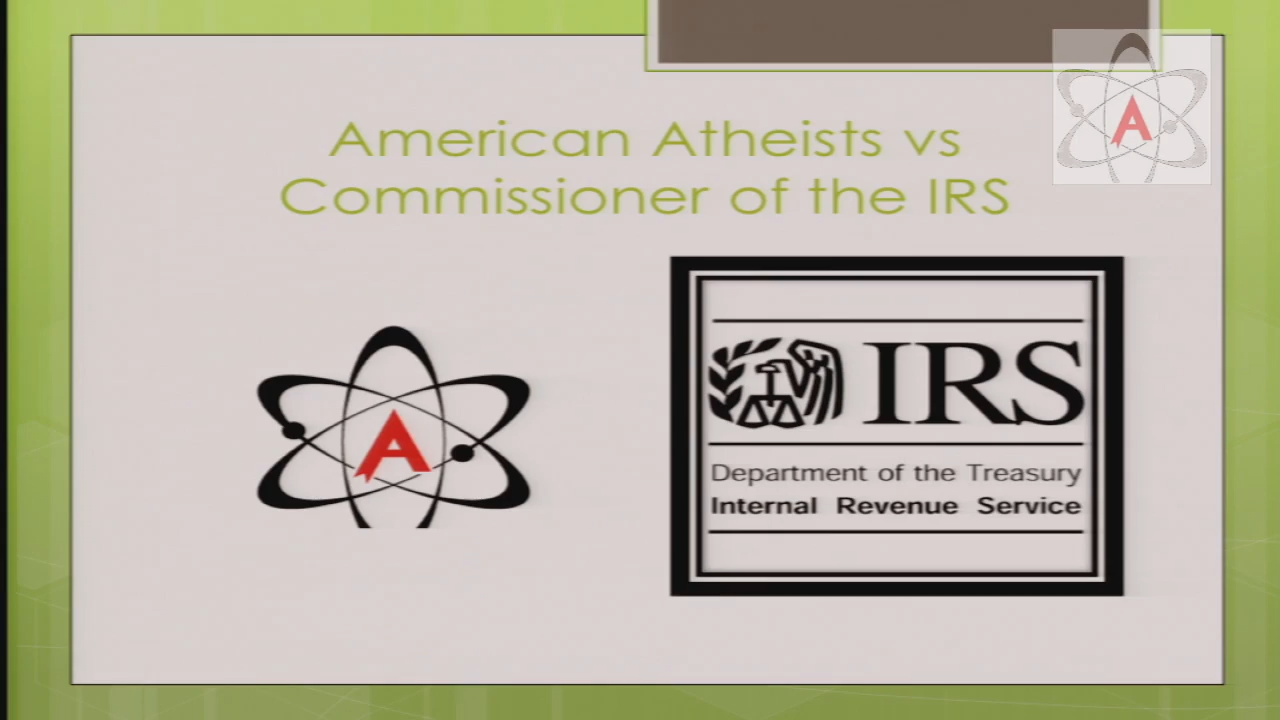 American Atheists vs
Commissioner of the IRS
A
A
IRS
Department of the Treasury
Internal Revenue Service